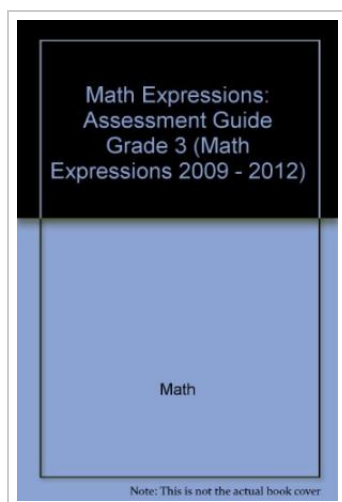 Math Expressions:
Assessment Guide
Grade 3 (Math
Expressions 2009 - 2012)
Math
Note: This is not the actual book cover